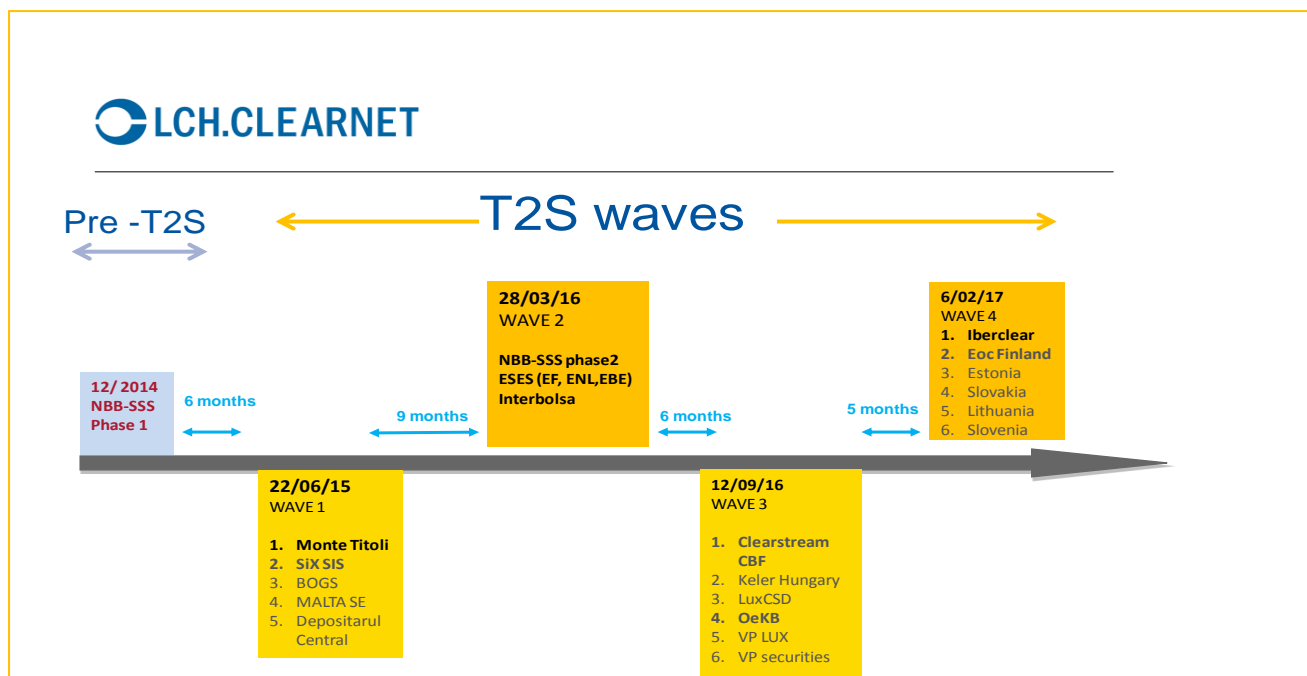 LCH.CLEARNET
Pre -T2S
T2S waves
12/ 2014
NBB-SSS
Phase 1
6 months
22/06/15
WAVE 1
1. Monte Titoli
2. SiX SIS
3. BOGS
4. MALTA SE
5. Depositarul
Central
9 months
28/03/16
WAVE 2
NBB-SSS phase2
ESES (EF, ENL,EBE)
Interbolsa
6 months
12/09/16
WAVE 3
1. Clearstream
CBF
2. Keler Hungary
3. LuxCSD
4. OeKB
5. VP LUX
6. VP securities
5 months
6/02/17
WAVE 4
1. Iberclear
2. Eoc Finland
3. Estonia
4. Slovakia
5. Lithuania
6. Slovenia